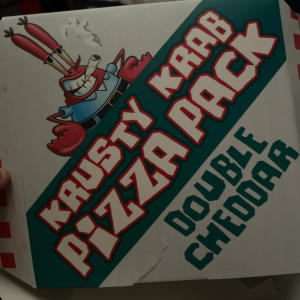 KRUSTY KRAB
PIZZA PACK
DOUBLE
CHEDDAR